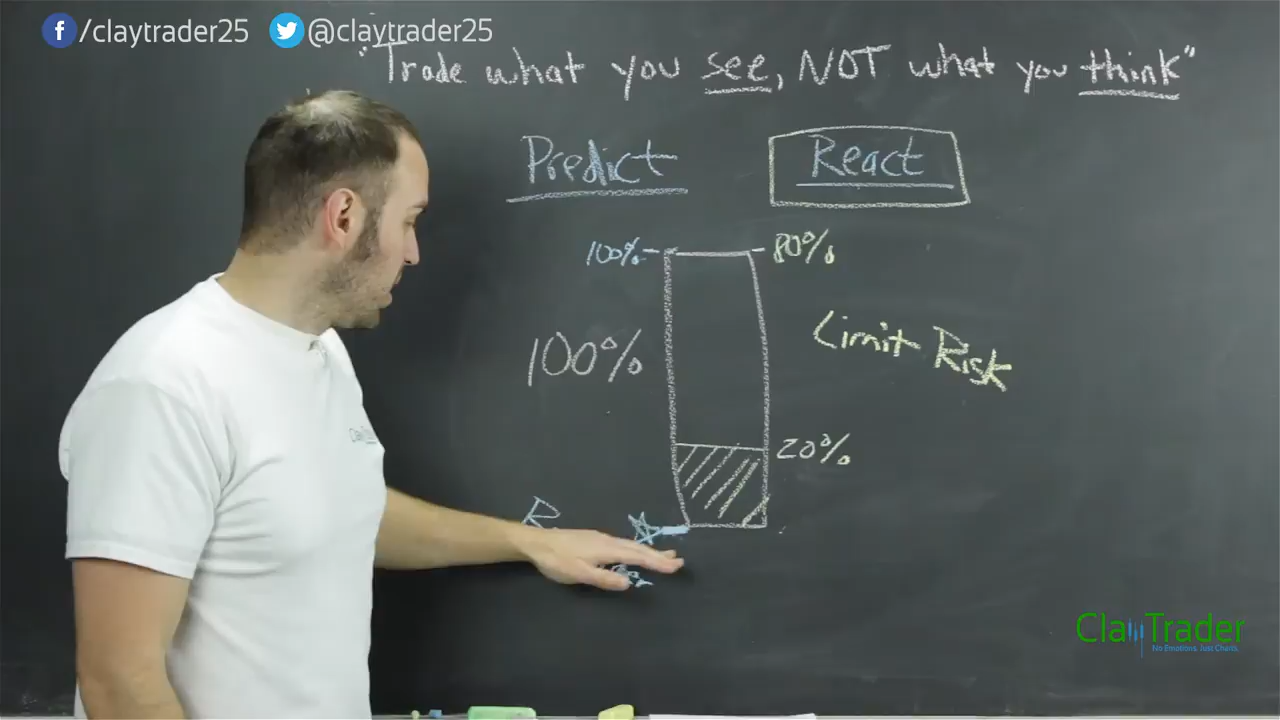 /claytrader25 @claytrader25
"Trade what you see, NOT what you think"
Predict React
100% 80%
100% Limit Risk
20%
ClayTrader
No Emotions. Just Charts.